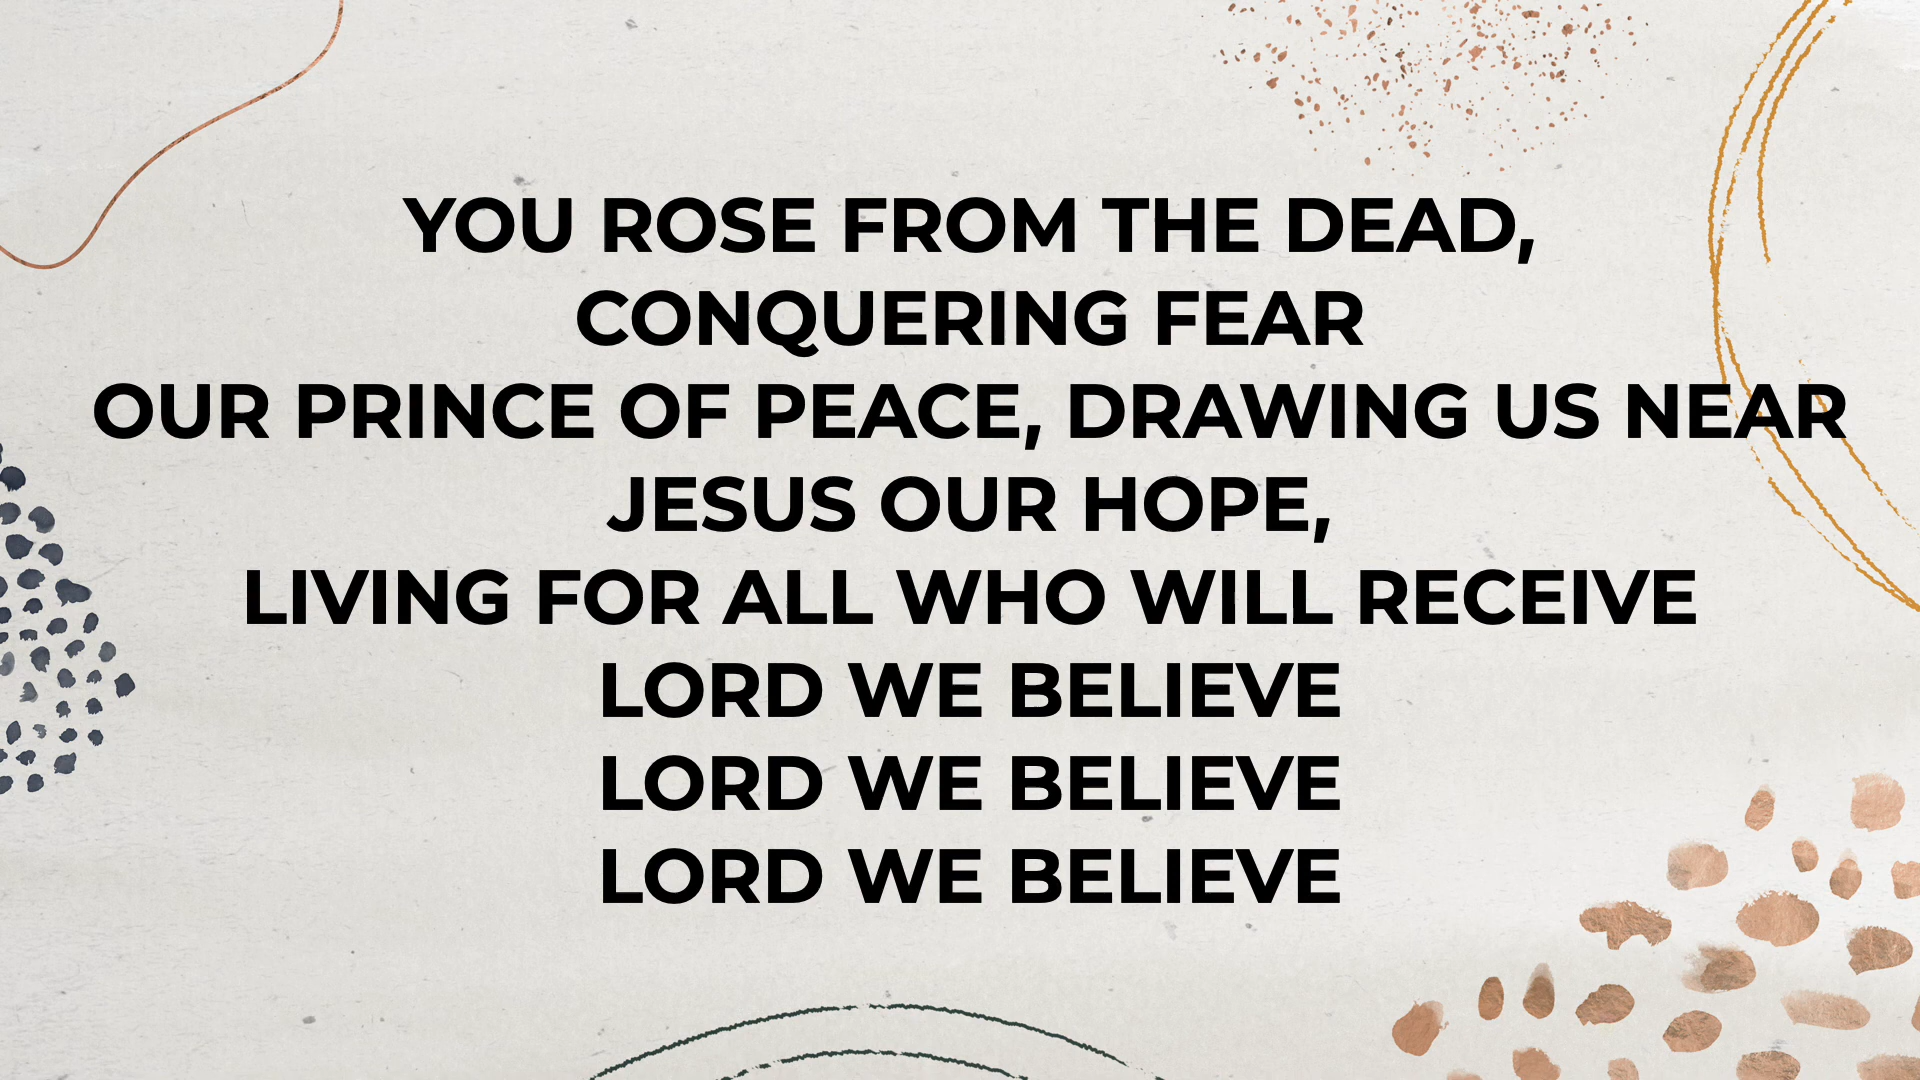 YOU ROSE FROM THE DEAD,
CONQUERING FEAR
OUR PRINCE OF PEACE, DRAWING US NEAR
JESUS OUR HOPE,
LIVING FOR ALL WHO WILL RECEIVE
LORD WE BELIEVE
LORD WE BELIEVE
LORD WE BELIEVE